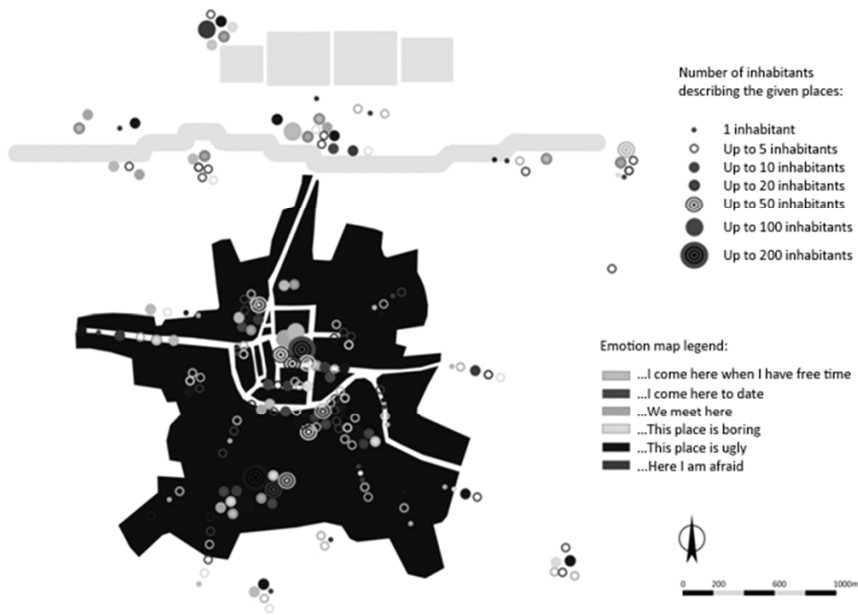 Number of inhabitants
describing the given places:
1 inhabitant
Up to 5 inhabitants
Up to 10 inhabitants
Up to 20 inhabitants
Up to 50 inhabitants
Up to 100 inhabitants
Up to 200 inhabitants
Emotion map legend:
...I come here when I have free time
...I come here to date
...We meet here
...This place is boring
...This place is ugly
...Here I am afraid
0 200 400 600 800 1000m